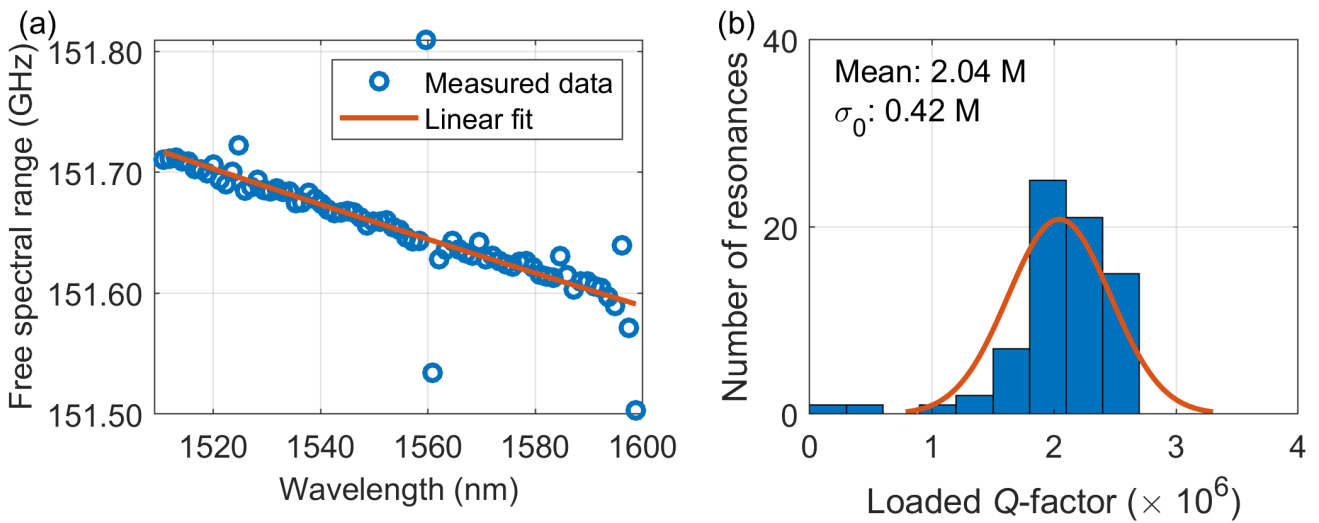 (a)
Free spectral range (GHz)
151.80
151.70
151.60
151.50
Measured data
Linear fit
1520
1540
1560
1580
1600
Wavelength (nm)
(b)
Number of resonances
40
20
0
Mean: 2.04 M
σ0: 0.42 M
0
1
2
3
4
Loaded Q-factor (× 10^6)